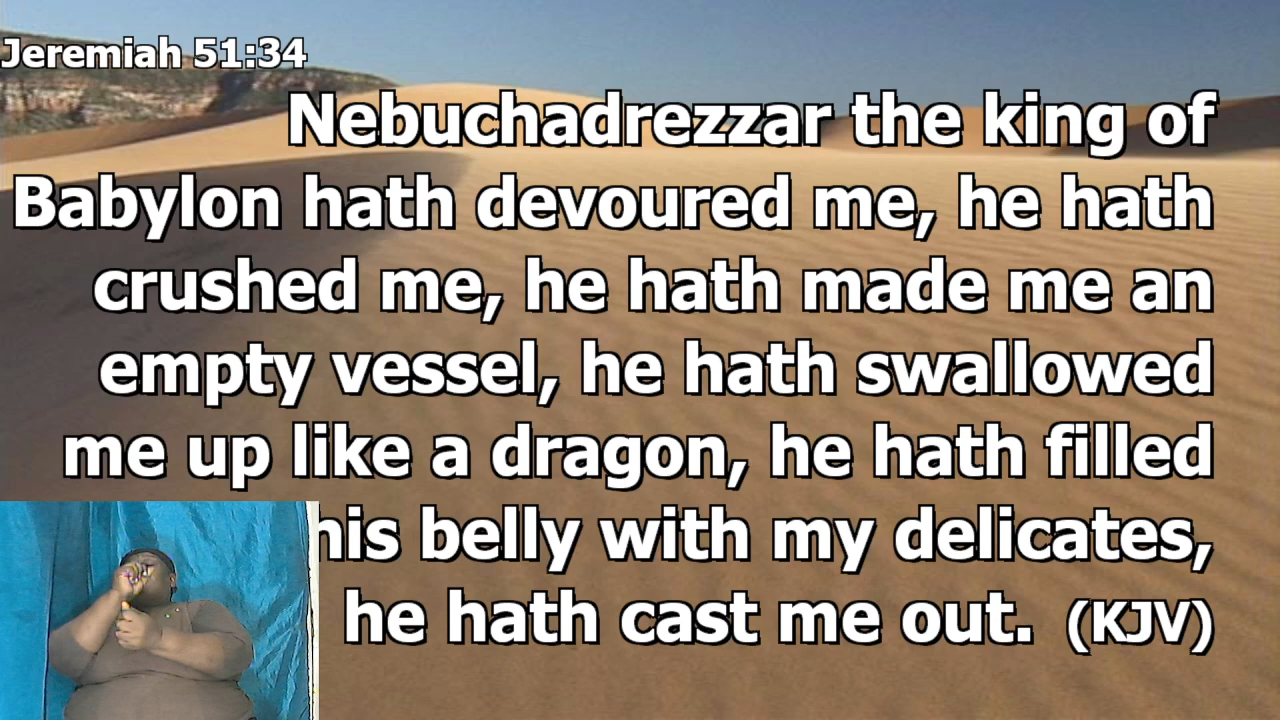 Jeremiah 51:34
Nebuchadrezzar the king of
Babylon hath devoured me, he hath
crushed me, he hath made me an
empty vessel, he hath swallowed
me up like a dragon, he hath filled
his belly with my delicates,
he hath cast me out. (KJV)